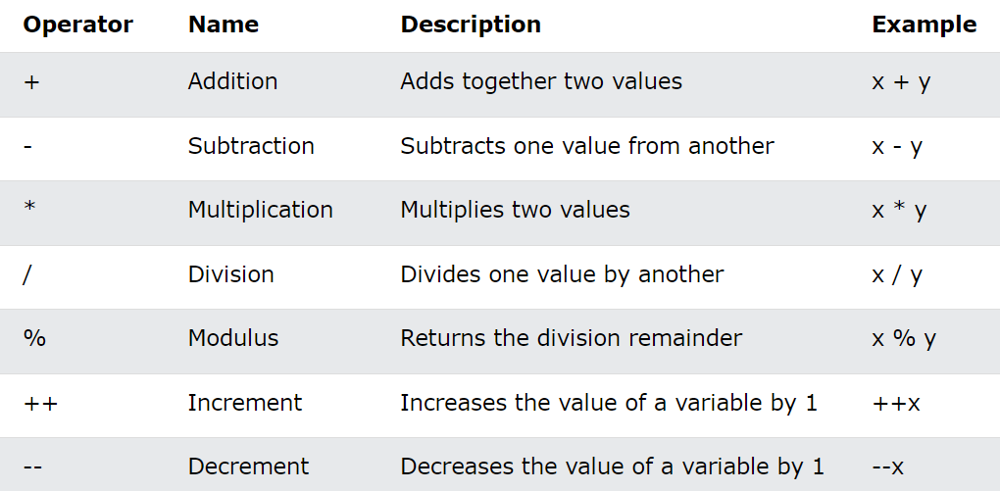 Operator Name Description Example
+ Addition Adds together two values x + y
- Subtraction Subtracts one value from another x - y
* Multiplication Multiplies two values x * y
/ Division Divides one value by another x / y
% Modulus Returns the division remainder x % y
++ Increment Increases the value of a variable by 1 ++x
-- Decrement Decreases the value of a variable by 1 --x